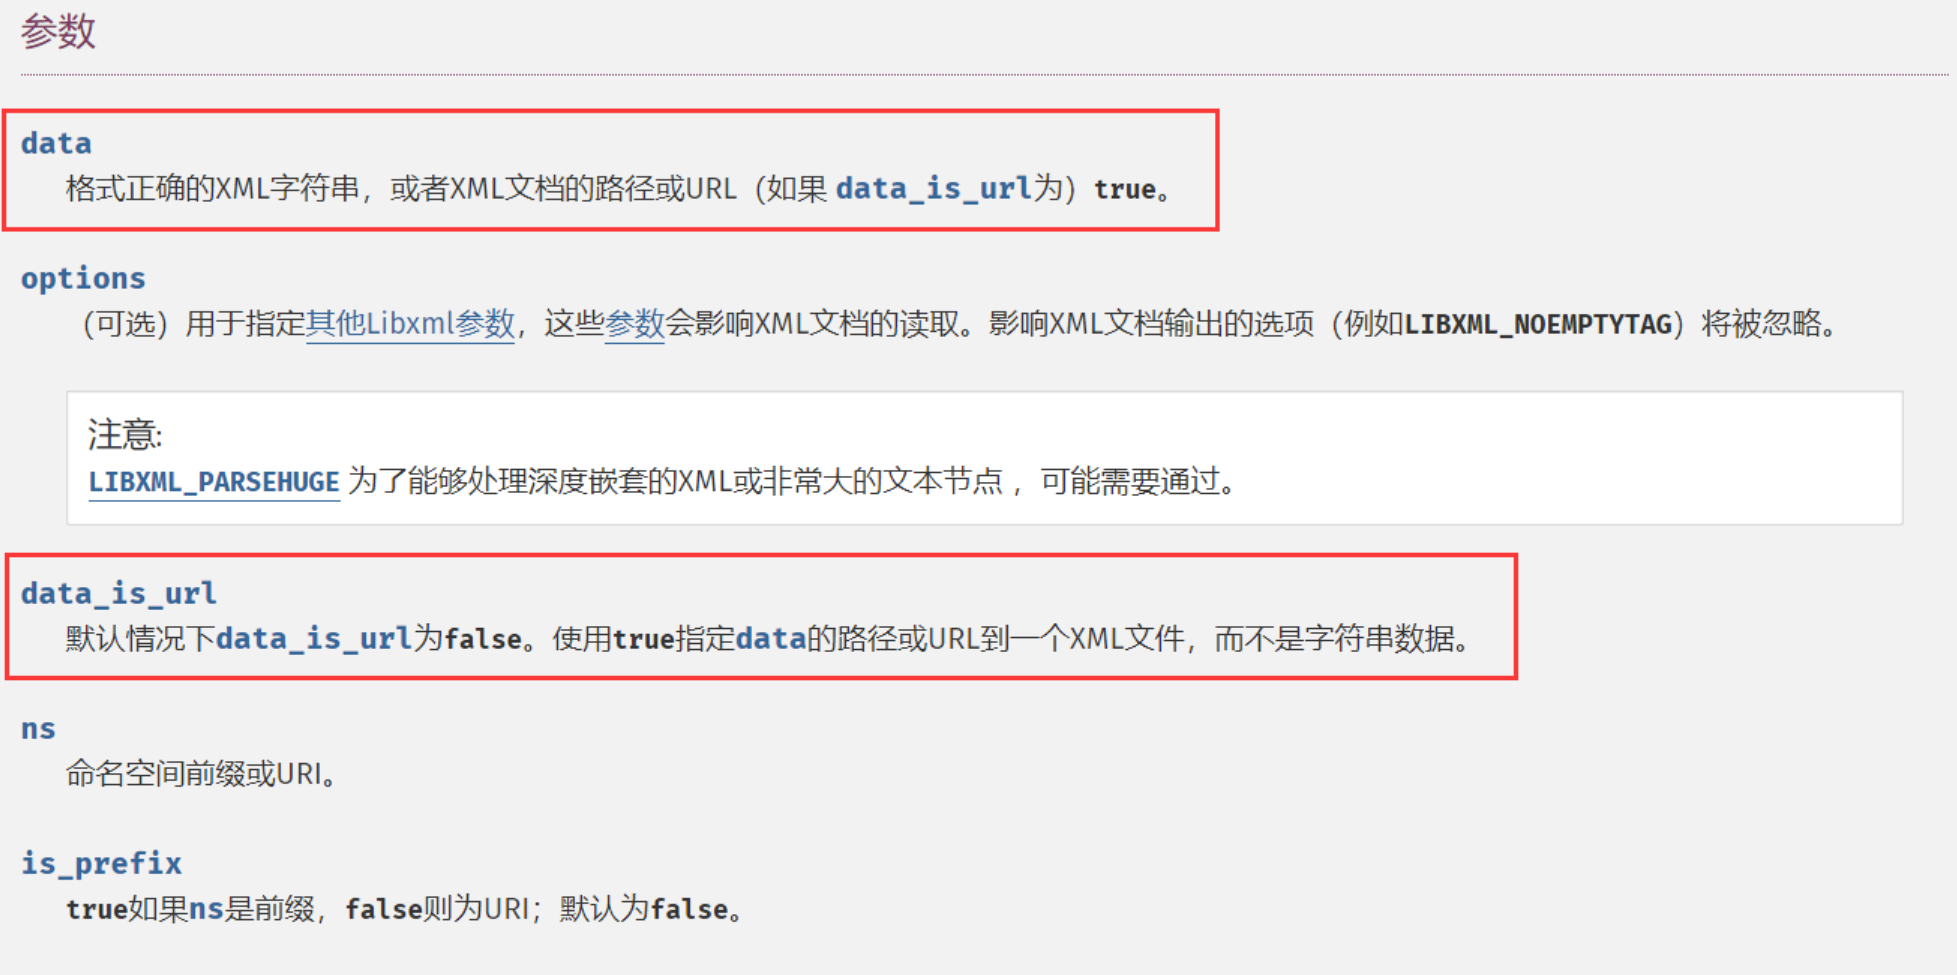 参数
data
格式正确的XML字符串，或者XML文档的路径或URL（如果 data_is_url为）true。
options
（可选）用于指定其他Libxml参数，这些参数会影响XML文档的读取。影响XML文档输出的选项（例如LIBXML_NOEMPTYTAG）将被忽略。
注意:
LIBXML_PARSEHUGE 为了能够处理深度嵌套的XML或非常大的文本节点 ，可能需要通过。
data_is_url
默认情况下data_is_url为false。使用true指定data的路径或URL到一个XML文件，而不是字符串数据。
ns
命名空间前缀或URI。
is_prefix
true如果ns是前缀，false则为URI；默认为false。